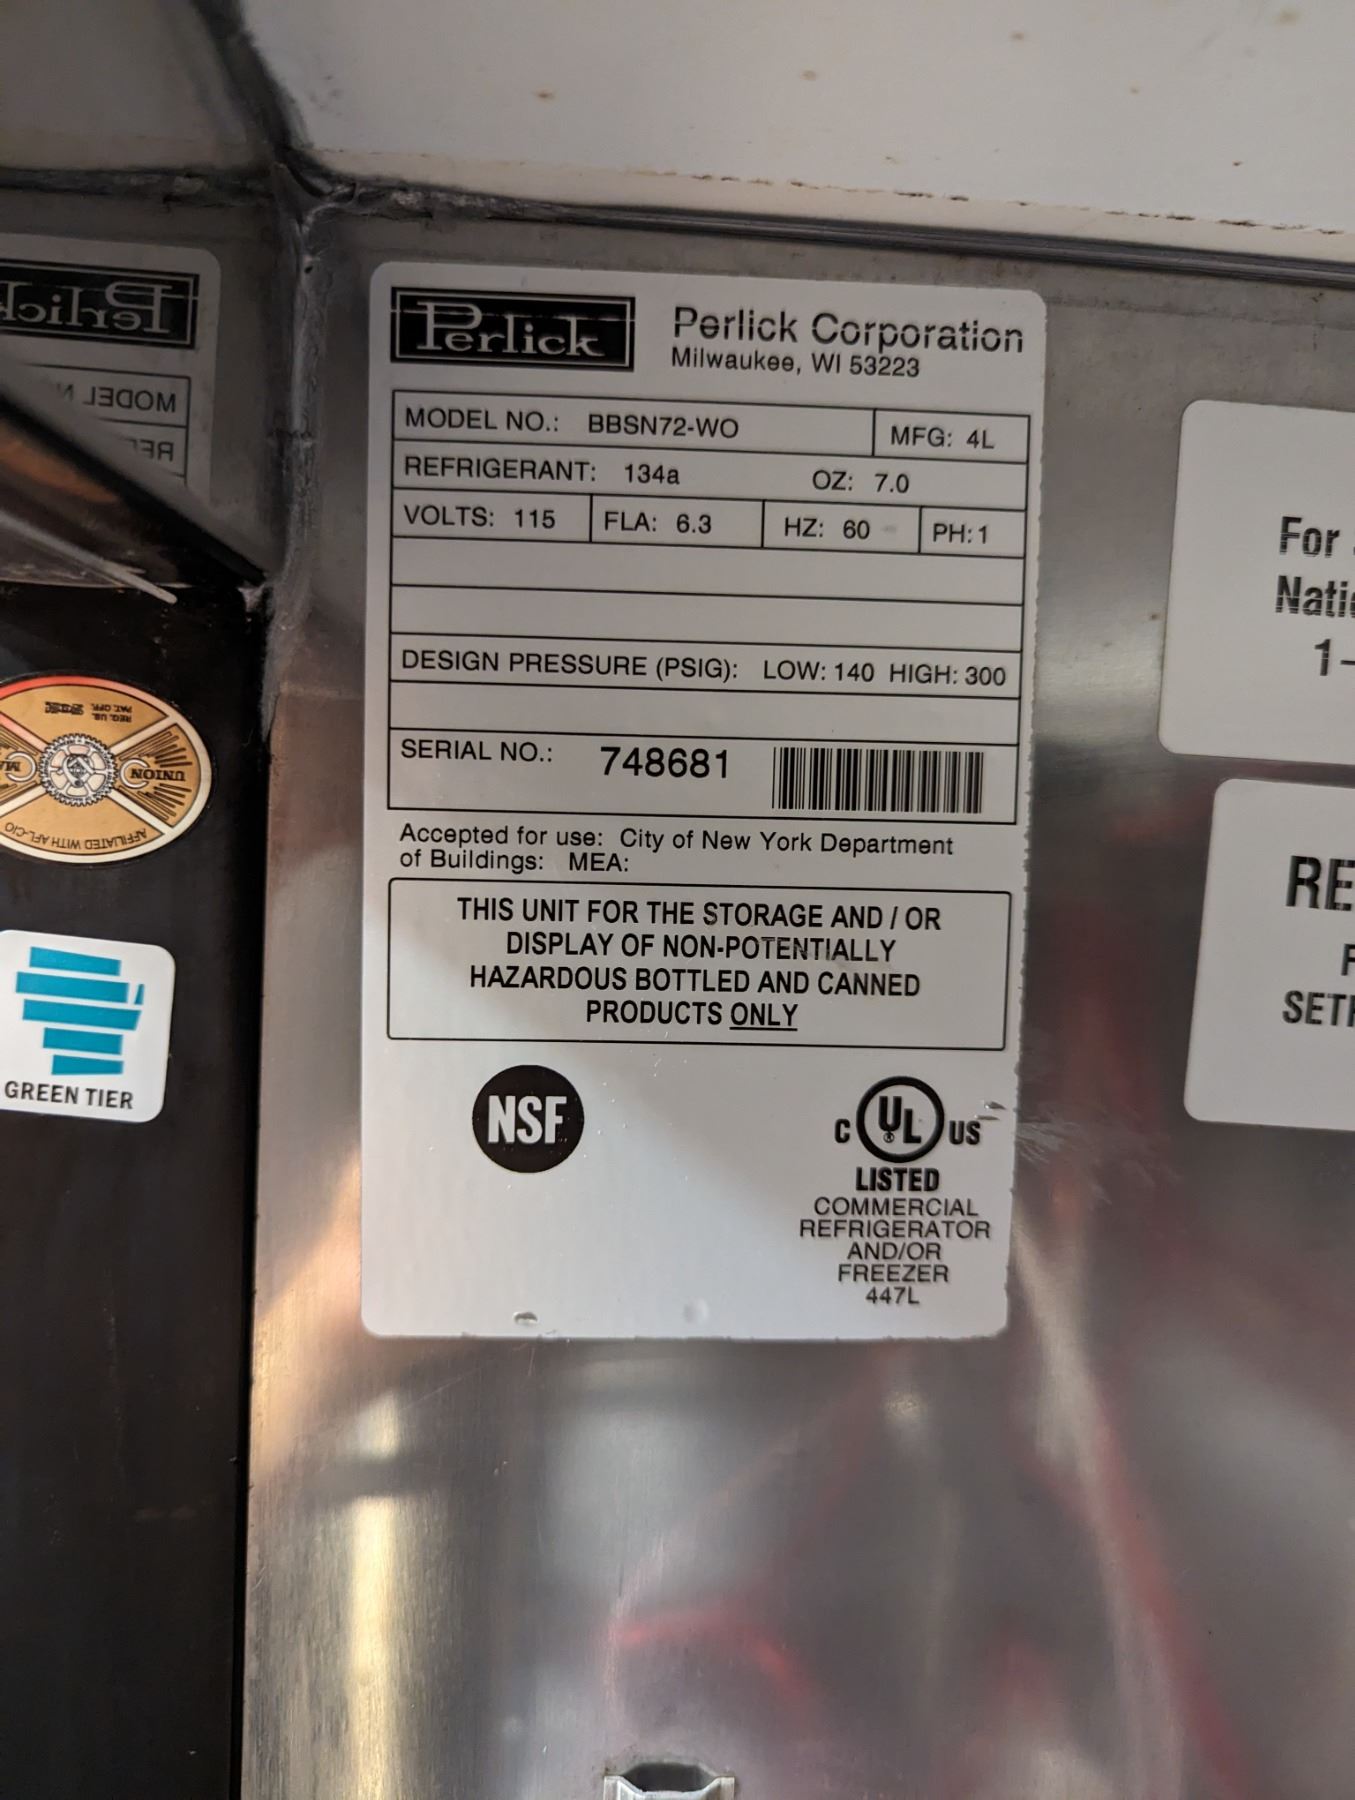 Perlick
Perlick Corporation
Milwaukee, WI 53223
MODEL NO.: BBSN72-WO MFG: 4L
REFRIGERANT: 134a OZ: 7.0
VOLTS: 115 FLA: 6.3 HZ: 60 PH: 1
DESIGN PRESSURE (PSIG): LOW: 140 HIGH: 300
SERIAL NO.: 748681
Accepted for use: City of New York Department
of Buildings: MEA:
THIS UNIT FOR THE STORAGE AND / OR
DISPLAY OF NON-POTENTIALLY
HAZARDOUS BOTTLED AND CANNED
PRODUCTS ONLY
NSF
C UL® US
LISTED
COMMERCIAL
REFRIGERATOR
AND/OR
FREEZER
447L
Perlick
MODEL
REG. U.S.
PAT. OFF.
UNION
AFFILIATED WITH AFL-CIO
GREEN TIER
For
1-
RE